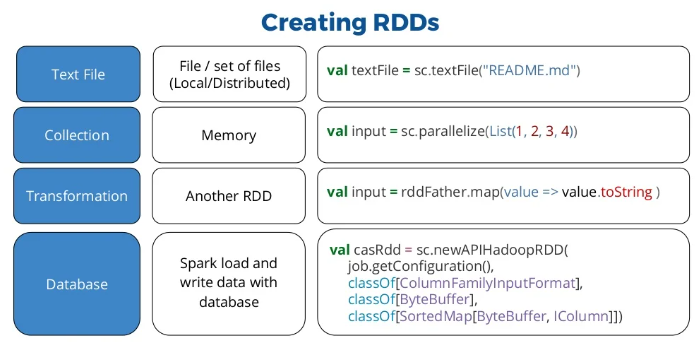 Creating RDDs
Text File
File / set of files
(Local/Distributed)
val textFile = sc.textFile("README.md")
Collection
Memory
val input = sc.parallelize(List(1, 2, 3, 4))
Transformation
Another RDD
val input = rddFather.map(value => value.toString )
Database
Spark load and
write data with
database
val casRdd = sc.newAPIHadoopRDD(
job.getConfiguration(),
classOf[ColumnFamilyInputFormat],
classOf[ByteBuffer],
classOf[SortedMap[ByteBuffer, IColumn]])